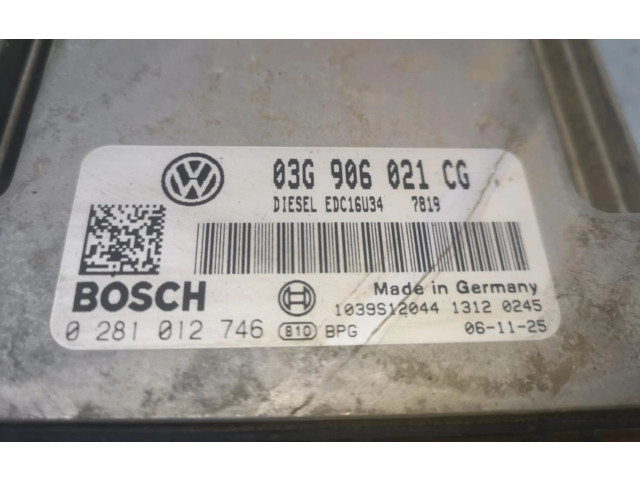 03G 906 021 CG
DIESEL EDC16U34 7819
BOSCH
Made in Germany
1039S12044 1312 0245
0 281 012 746 810 BPG 06-11-25